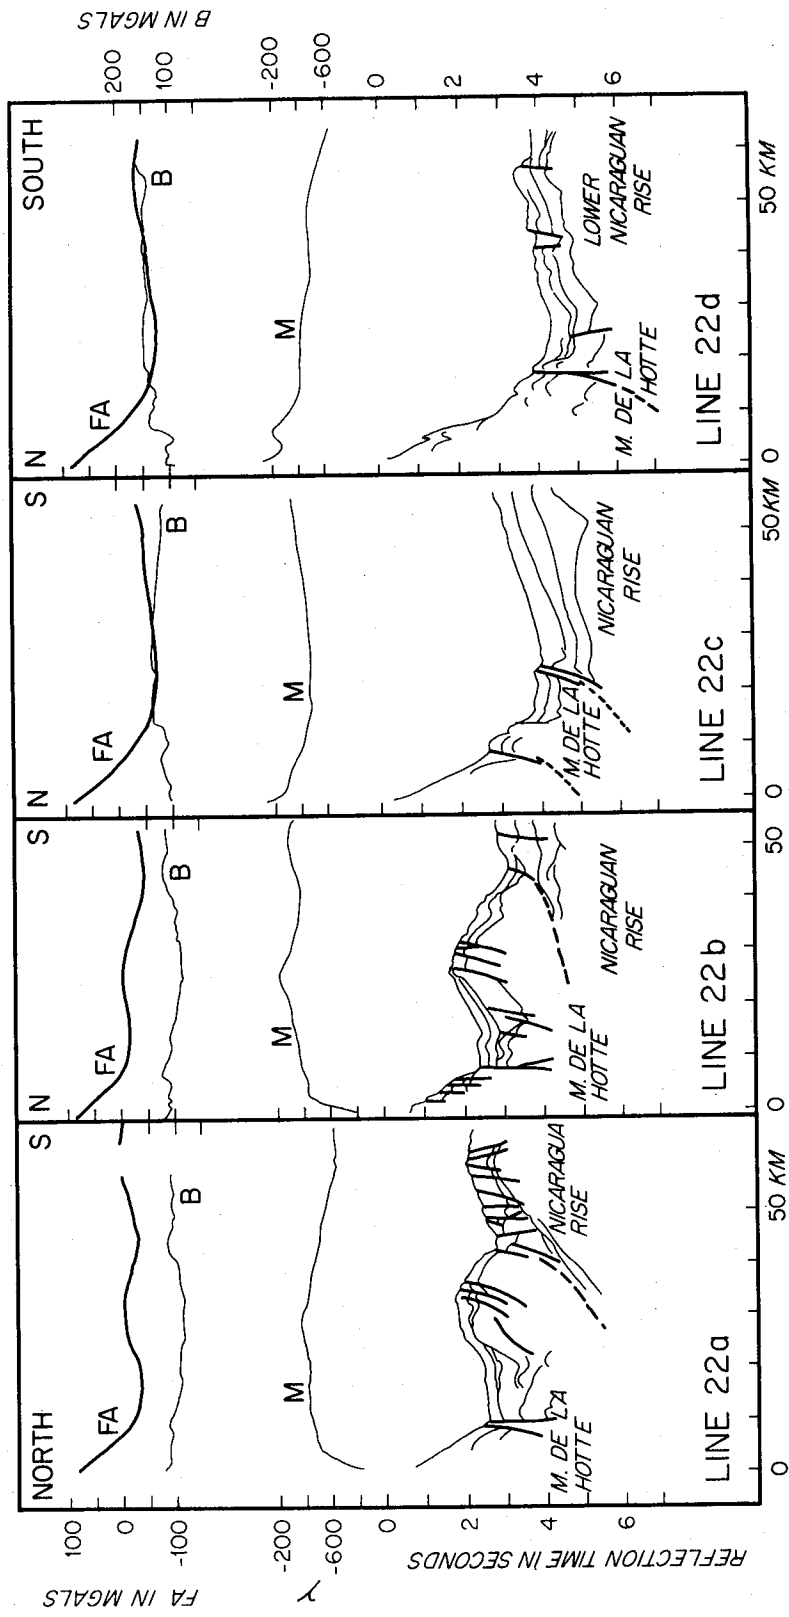 NORTH
FA
B
M
M. DE LA
HOTTE
NICARAGUA
RISE
S
LINE 22a
N
FA
B
M
M. DE LA
HOTTE
NICARAGUAN
RISE
S
LINE 22b
N
FA
B
M
M. DE LA
HOTTE
NICARAGUAN
RISE
S
LINE 22c
N
FA
B
M
M. DE LA
HOTTE
LOWER
NICARAGUAN
RISE
SOUTH
LINE 22d
FA IN MGALS
100
0
-100
γ
-200
-600
REFLECTION TIME IN SECONDS
0
2
4
6
B IN MGALS
200
100
-200
-600
0
2
4
6
0
50 KM
0
50
0
50 KM
0
50 KM